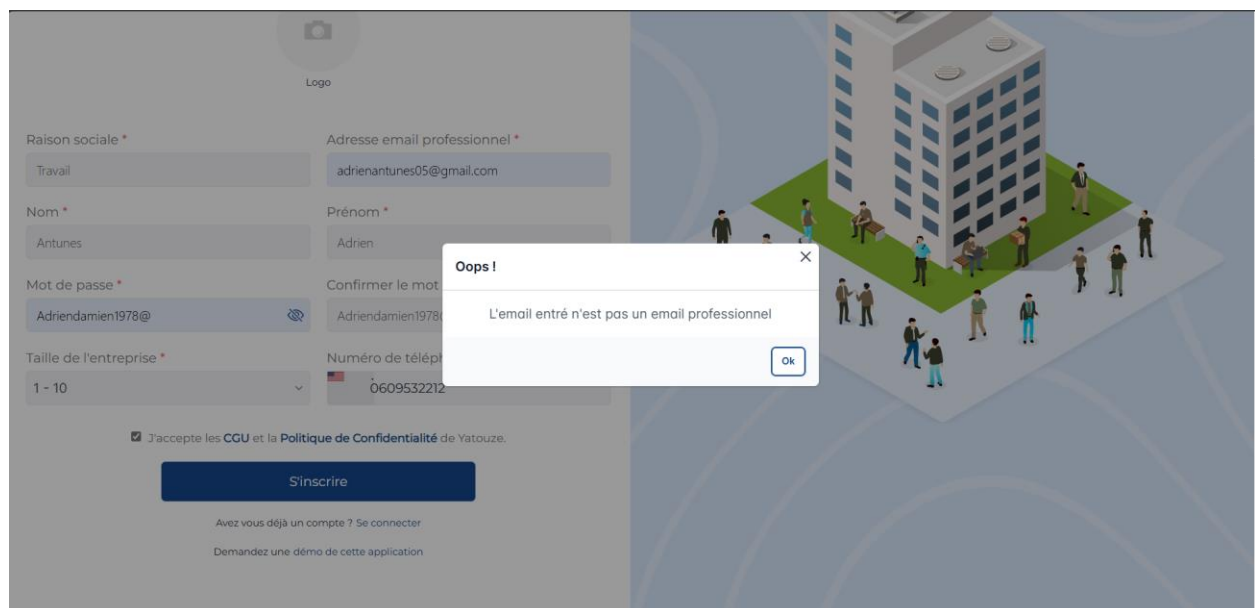 Logo
Raison sociale *
Adresse email professionnel *
Travail
adrienantunes05@gmail.com
Nom *
Prénom *
Antunes
Adrien
Mot de passe *
Confirmer le mot
Adriendamien1978@
Adriendamien1978
Taille de l'entreprise *
Numéro de
1 - 10
0609532212
Oops !
L'email entré n'est pas un email professionnel
Ok
J'accepte les CGU et la Politique de Confidentialité de Yatouze.
S'inscrire
Avez vous déjà un compte ? Se connecter
Demandez une démo de cette application